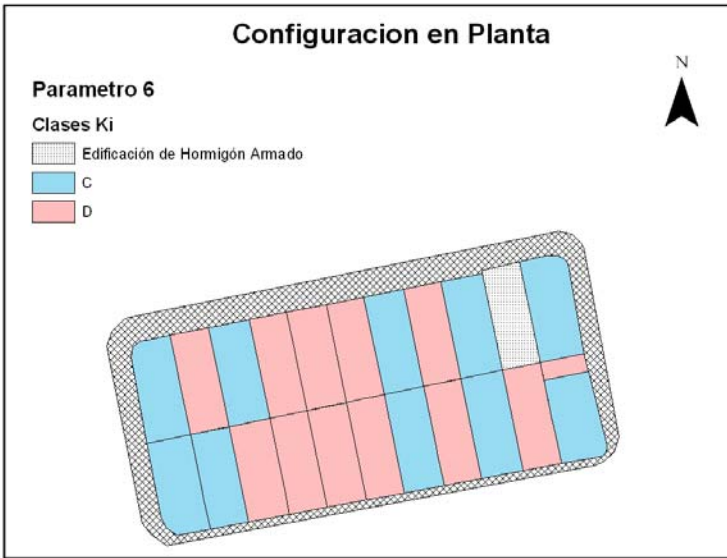 Configuracion en Planta
N
Parametro 6
Clases Ki
Edificación de Hormigón Armado
C
D